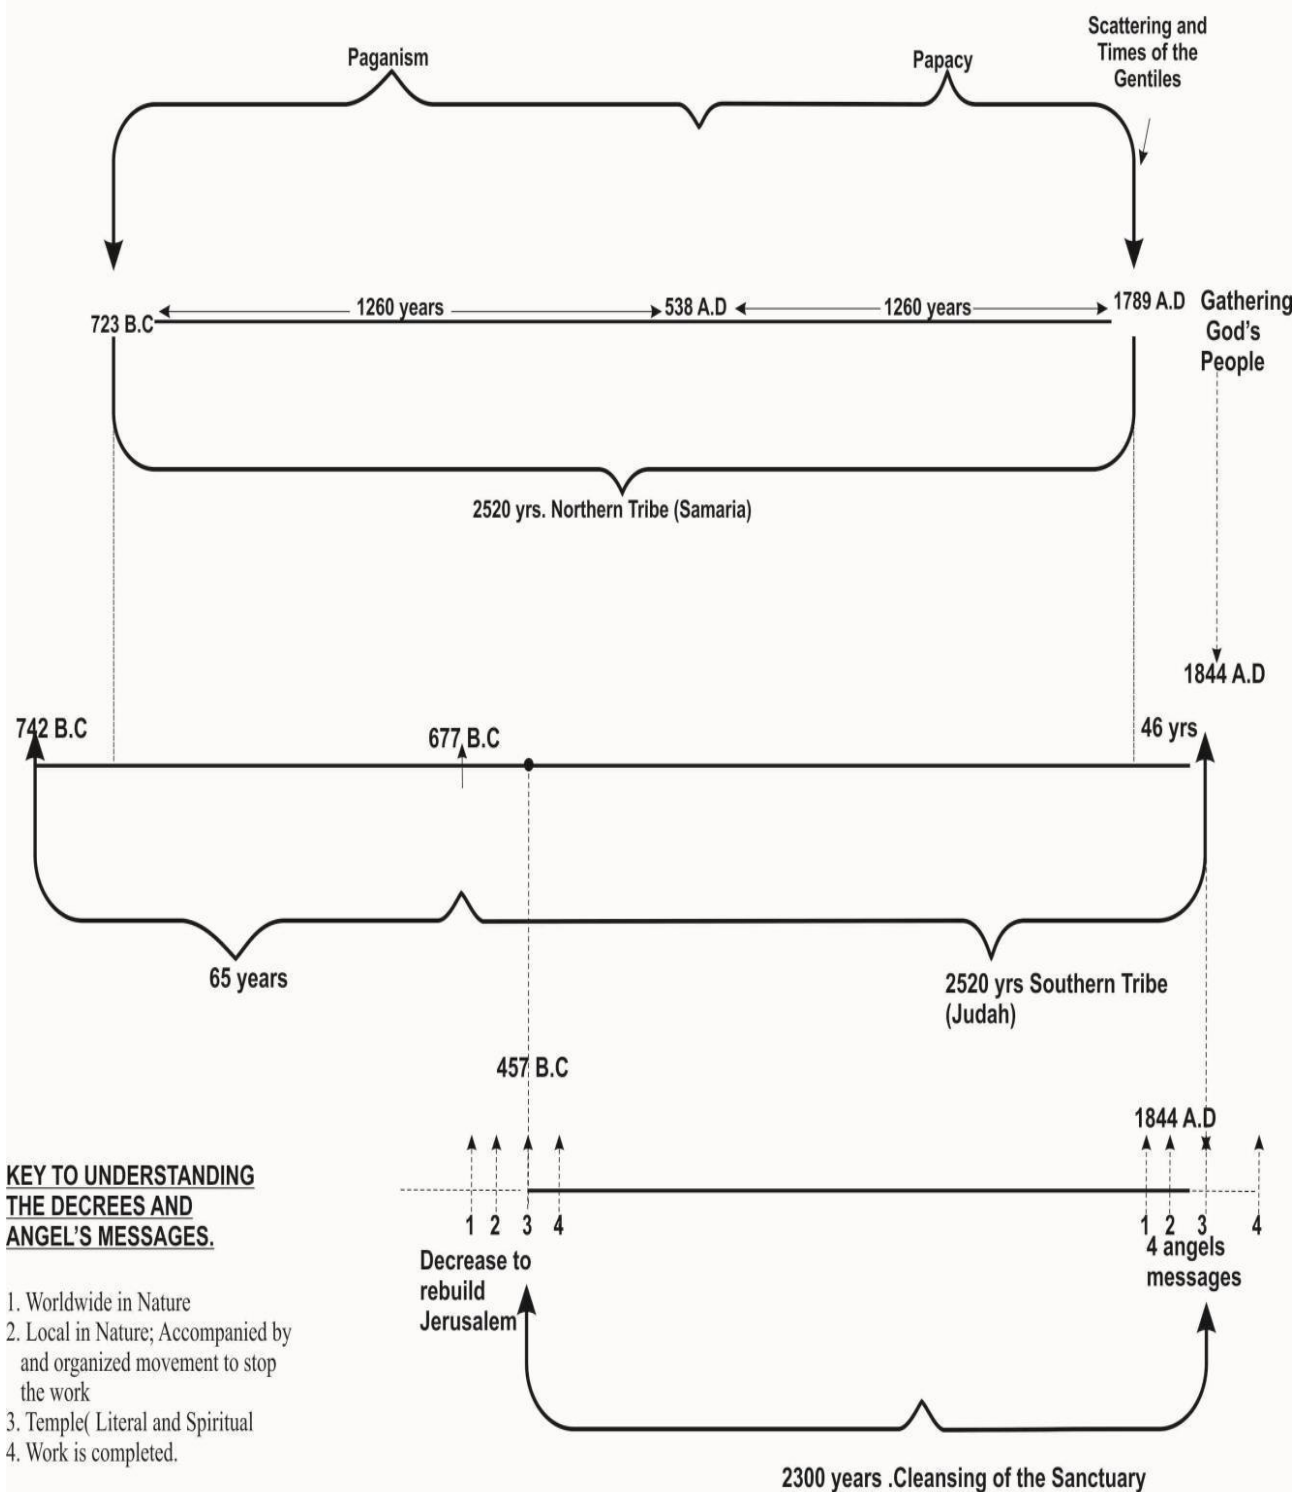 Scattering and
Times of the
Gentiles
Paganism
Papacy
723 B.C
1260 years
538 A.D
1260 years
1789 A.D
Gathering
God's
People
2520 yrs. Northern Tribe (Samaria)
1844 A.D
742 B.C
677 B.C
46 yrs
65 years
2520 yrs Southern Tribe
(Judah)
457 B.C
1844 A.D
1 2 3 4
1 2 3 4
Decrease to
rebuild
Jerusalem
4 angels
messages
KEY TO UNDERSTANDING
THE DECREES AND
ANGEL'S MESSAGES.
1. Worldwide in Nature
2. Local in Nature; Accompanied by
and organized movement to stop
the work
3. Temple( Literal and Spiritual
4. Work is completed.
2300 years .Cleansing of the Sanctuary